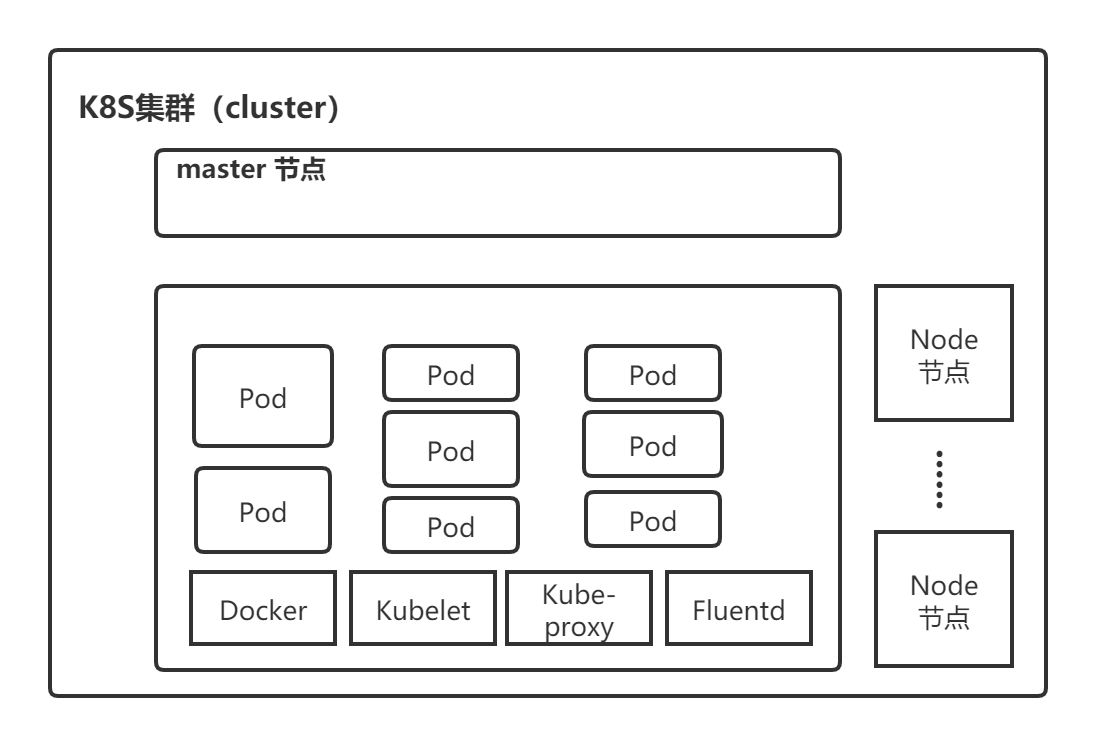 K8S集群（cluster）
master 节点
Pod
Pod
Pod
Pod
Pod
Pod
Pod
Pod
Docker
Kubelet
Kube-
proxy
Fluentd
Node
节点
Node
节点